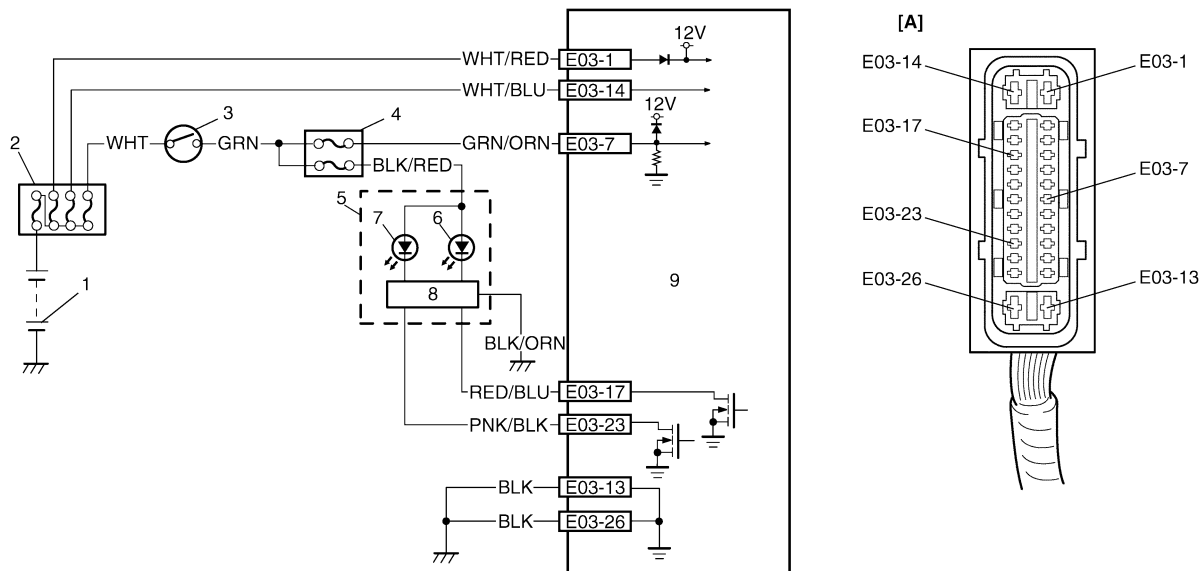 12V
[A]
WHT/RED E03-1
WHT/BLU E03-14
12V
E03-14
E03-1
3
4
2
WHT
GRN
GRN/ORN E03-7
E03-17
BLK/RED
E03-7
5
7
6
E03-23
1
8
9
E03-26
E03-13
BLK/ORN
RED/BLU E03-17
PNK/BLK E03-23
BLK E03-13
BLK E03-26